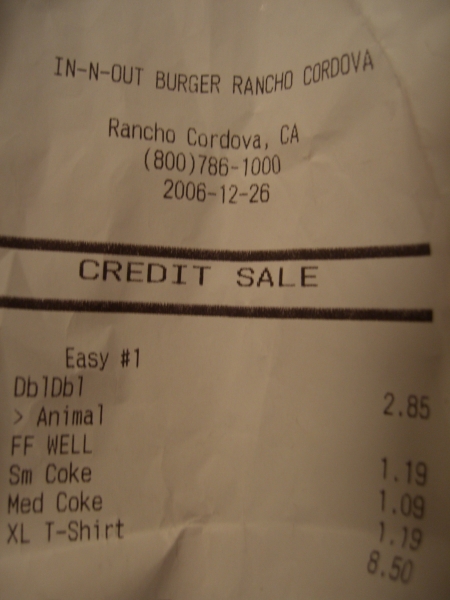 IN-N-OUT BURGER RANCHO CORDOVA
Rancho Cordova, CA
(800)786-1000
2006-12-26
CREDIT SALE
Easy #1
DblDbl 2.85
> Animal
FF WELL 1.19
Sm Coke 1.09
Med Coke 1.19
XL T-Shirt 8.50